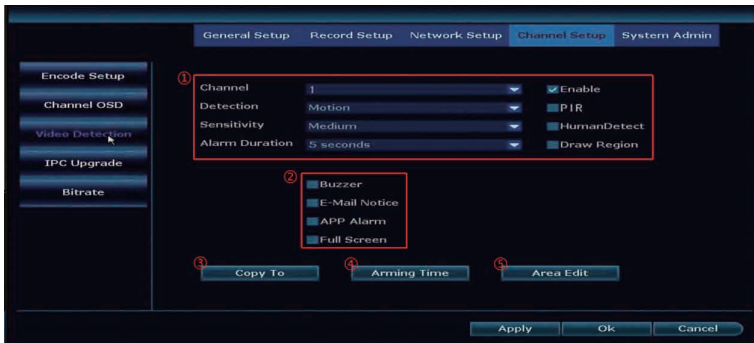 General Setup Record Setup Network Setup Channel Setup System Admin
Encode Setup
Channel OSD
Video Detection
IPC Upgrade
Bitrate
①
Channel 1 Enable
Detection Motion PIR
Sensitivity Medium HumanDetect
Alarm Duration 5 seconds Draw Region
②
Buzzer
E-Mail Notice
APP Alarm
Full Screen
③ Copy To ④ Arming Time ⑤ Area Edit
Apply Ok Cancel